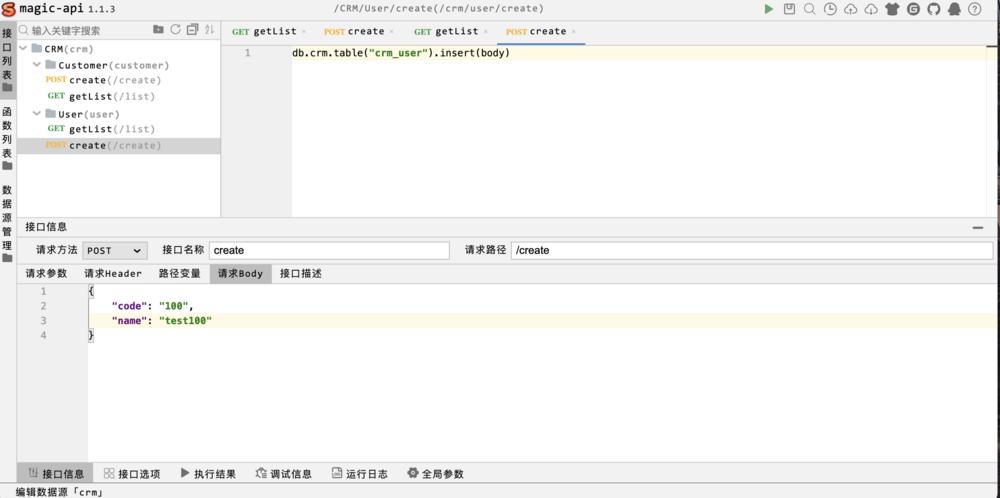 magic-api 1.1.3
/CRM/User/create(/crm/user/create)
接口列表
函数列表
数据源管理
输入关键字搜索
CRM(crm)
Customer(customer)
POST create(/create)
GET getList(/list)
User(user)
GET getList(/list)
POST create(/create)
GET getList × POST create × GET getList × POST create ×
1 db.crm.table("crm_user").insert(body)
接口信息
请求方法 POST 接口名称 create 请求路径 /create
请求参数 请求Header 路径变量 请求Body 接口描述
1 {
2 "code": "100",
3 "name": "test100"
4 }
接口信息 接口选项 执行结果 调试信息 运行日志 全局参数
编辑数据源「crm」